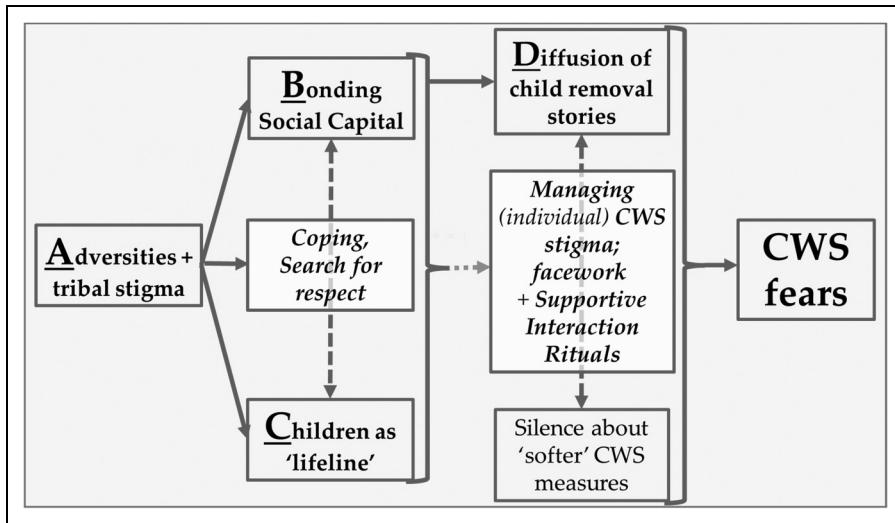 Adversities +
tribal stigma
Bonding
Social Capital
Coping,
Search for
respect
Children as
‘lifeline’
Diffusion of
child removal
stories
Managing
(individual) CWS
stigma;
facework
+ Supportive
Interaction
Rituals
Silence about
‘softer’ CWS
measures
CWS
fears